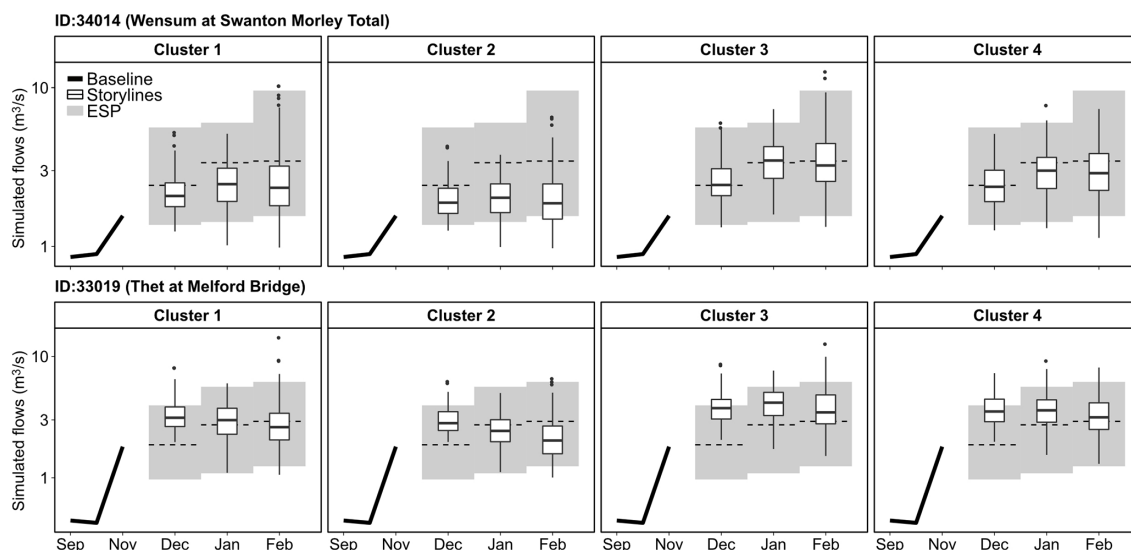 ID:34014 (Wensum at Swanton Morley Total)
Cluster 1 Cluster 2 Cluster 3 Cluster 4
Baseline
Storylines
ESP
Simulated flows (m³/s)
10
3
1
ID:33019 (Thet at Melford Bridge)
Cluster 1 Cluster 2 Cluster 3 Cluster 4
Simulated flows (m³/s)
10
3
1
Sep Nov Dec Jan Feb Sep Nov Dec Jan Feb Sep Nov Dec Jan Feb Sep Nov Dec Jan Feb